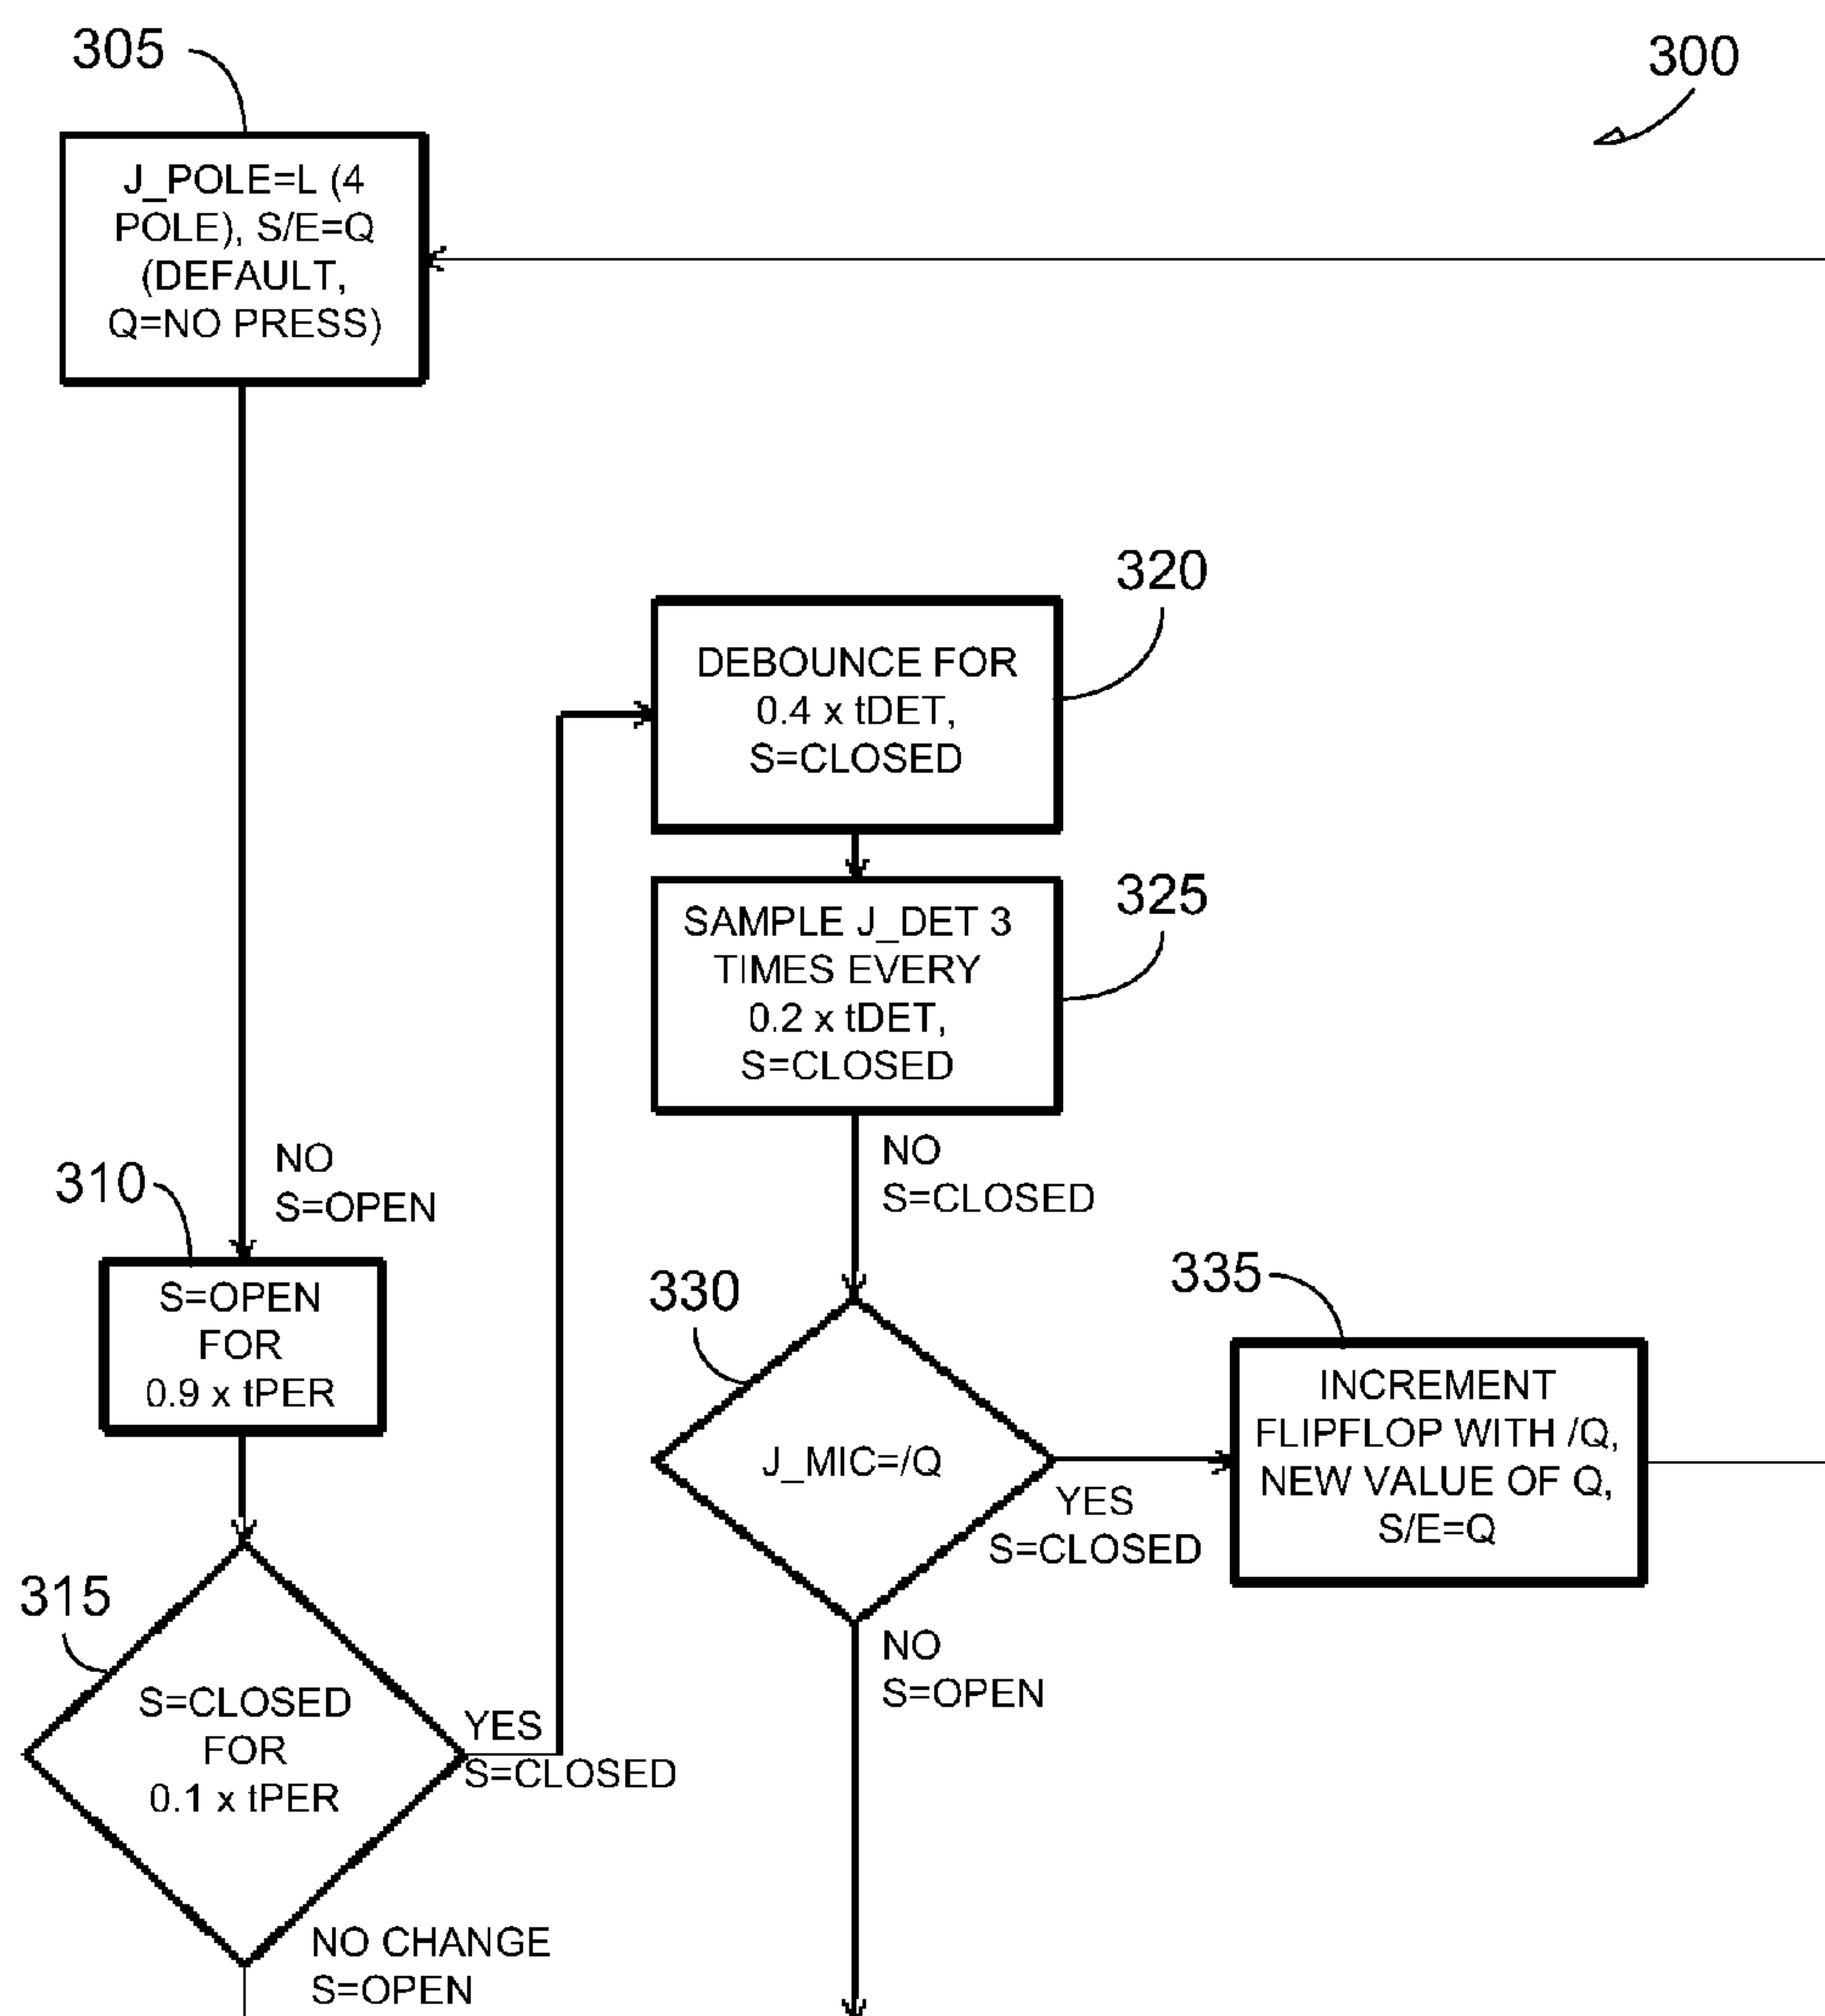 305
300
J_POLE=L (4
POLE), S/E=Q
(DEFAULT,
Q=NO PRESS)
320
DEBOUNCE FOR
0.4 x tDET,
S=CLOSED
325
SAMPLE J_DET 3
TIMES EVERY
0.2 x tDET,
S=CLOSED
NO
S=CLOSED
310
NO
S=OPEN
S=OPEN
FOR
0.9 x tPER
330
J_MIC=/Q
YES
S=CLOSED
335
INCREMENT
FLIPFLOP WITH /Q,
NEW VALUE OF Q,
S/E=Q
NO
S=OPEN
315
S=CLOSED
FOR
0.1 x tPER
YES
S=CLOSED
NO CHANGE
S=OPEN